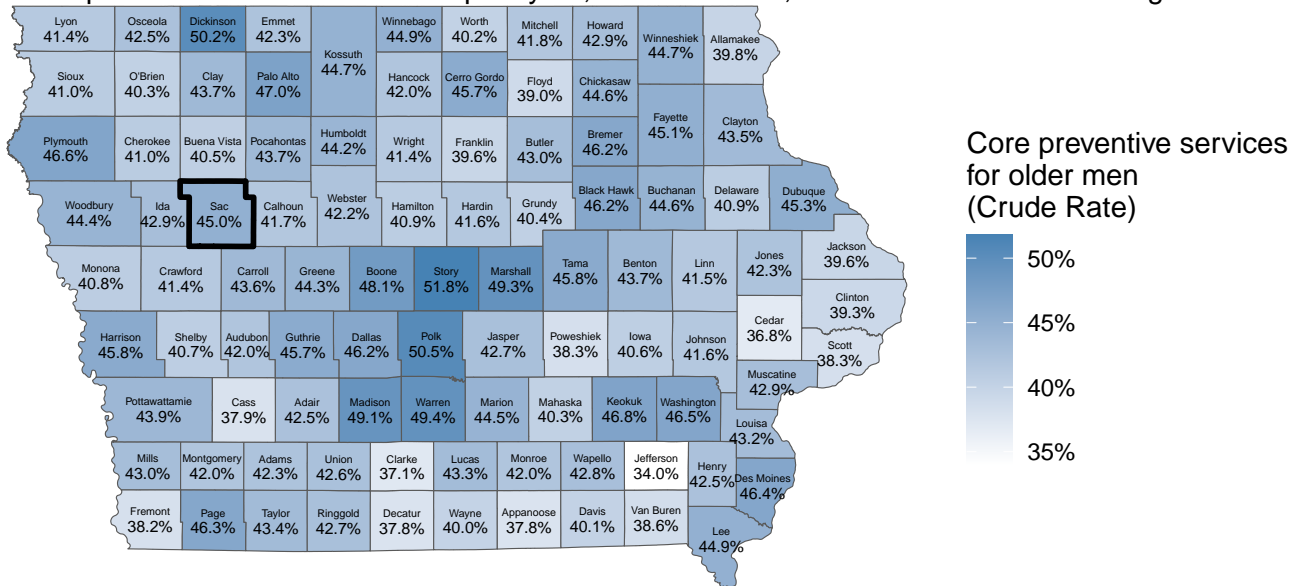 Lyon
41.4%
Osceola
42.5%
Dickinson
50.2%
Emmet
42.3%
Kossuth
44.7%
Winnebago
44.9%
Worth
40.2%
Mitchell
41.8%
Howard
42.9%
Winneshiek
44.7%
Allamakee
39.8%
Sioux
41.0%
O'Brien
40.3%
Clay
43.7%
Palo Alto
47.0%
Hancock
42.0%
Cerro Gordo
45.7%
Floyd
39.0%
Chickasaw
44.6%
Fayette
45.1%
Clayton
43.5%
Plymouth
46.6%
Cherokee
41.0%
Buena Vista
40.5%
Pocahontas
43.7%
Humboldt
44.2%
Wright
41.4%
Franklin
39.6%
Butler
43.0%
Bremer
46.2%
Woodbury
44.4%
Ida
42.9%
Sac
45.0%
Calhoun
41.7%
Webster
42.2%
Hamilton
40.9%
Hardin
41.6%
Grundy
40.4%
Black Hawk
46.2%
Buchanan
44.6%
Delaware
40.9%
Dubuque
45.3%
Monona
40.8%
Crawford
41.4%
Carroll
43.6%
Greene
44.3%
Boone
48.1%
Story
51.8%
Marshall
49.3%
Tama
45.8%
Benton
43.7%
Linn
41.5%
Jones
42.3%
Jackson
39.6%
Clinton
39.3%
Harrison
45.8%
Shelby
40.7%
Audubon
42.0%
Guthrie
45.7%
Dallas
46.2%
Polk
50.5%
Jasper
42.7%
Poweshiek
38.3%
Iowa
40.6%
Johnson
41.6%
Cedar
36.8%
Scott
38.3%
Muscatine
42.9%
Pottawattamie
43.9%
Cass
37.9%
Adair
42.5%
Madison
49.1%
Warren
49.4%
Marion
44.5%
Mahaska
40.3%
Keokuk
46.8%
Washington
46.5%
Louisa
43.2%
Mills
43.0%
Montgomery
42.0%
Adams
42.3%
Union
42.6%
Clarke
37.1%
Lucas
43.3%
Monroe
42.0%
Wapello
42.8%
Jefferson
34.0%
Henry
42.5%
Des Moines
46.4%
Fremont
38.2%
Page
46.3%
Taylor
43.4%
Ringgold
42.7%
Decatur
37.8%
Wayne
40.0%
Appanoose
37.8%
Davis
40.1%
Van Buren
38.6%
Lee
44.9%
Core preventive services
for older men
(Crude Rate)
50%
45%
40%
35%